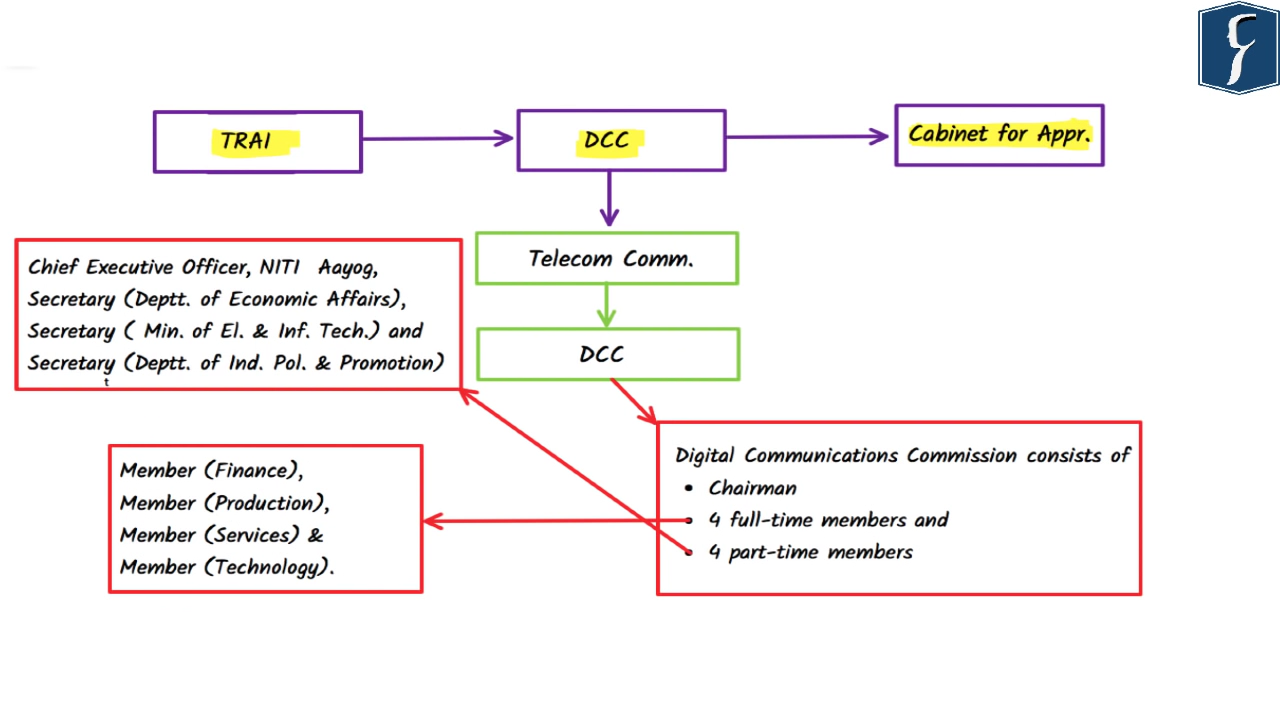 TRAI
DCC
Cabinet for Appr.
Telecom Comm.
DCC
Chief Executive Officer, NITI Aayog,
Secretary (Deptt. of Economic Affairs),
Secretary ( Min. of El. & Inf. Tech.) and
Secretary (Deptt. of Ind. Pol. & Promotion)
t
Member (Finance),
Member (Production),
Member (Services) &
Member (Technology).
Digital Communications Commission consists of
• Chairman
• 4 full-time members and
• 4 part-time members